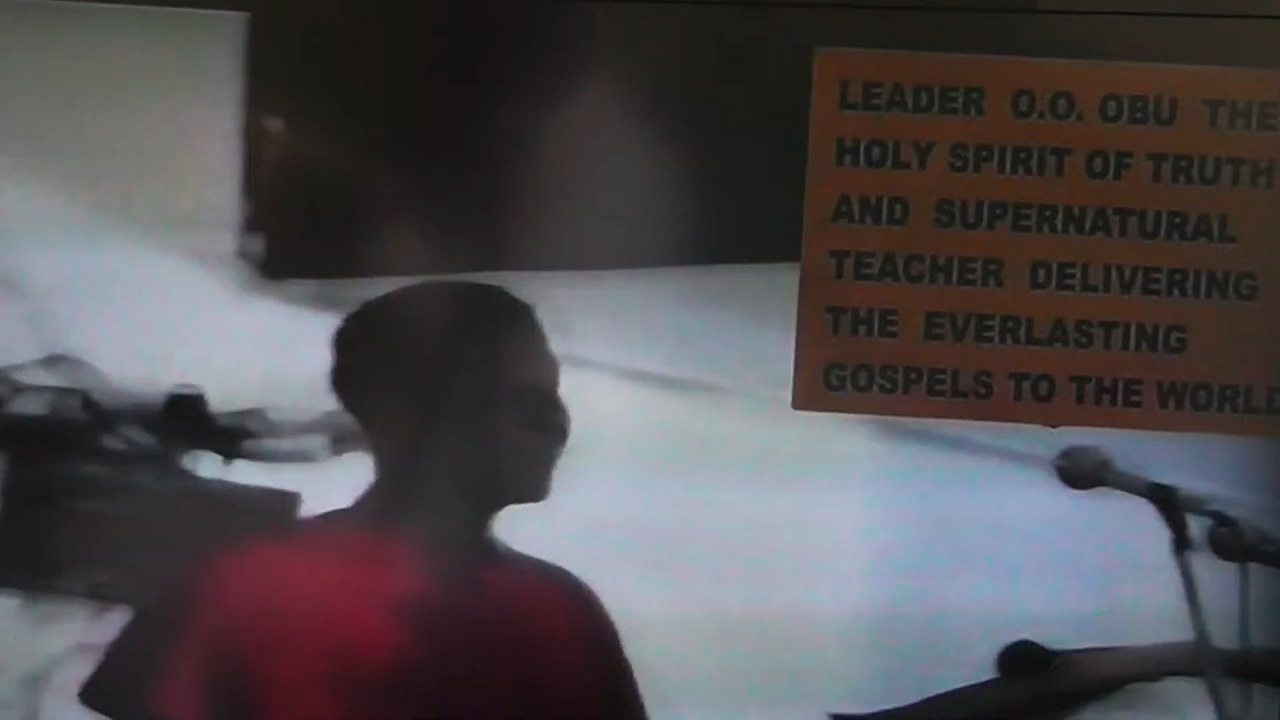 LEADER O.O. OBU THE
HOLY SPIRIT OF TRUTH
AND SUPERNATURAL
TEACHER DELIVERING
THE EVERLASTING
GOSPELS TO THE WORLD